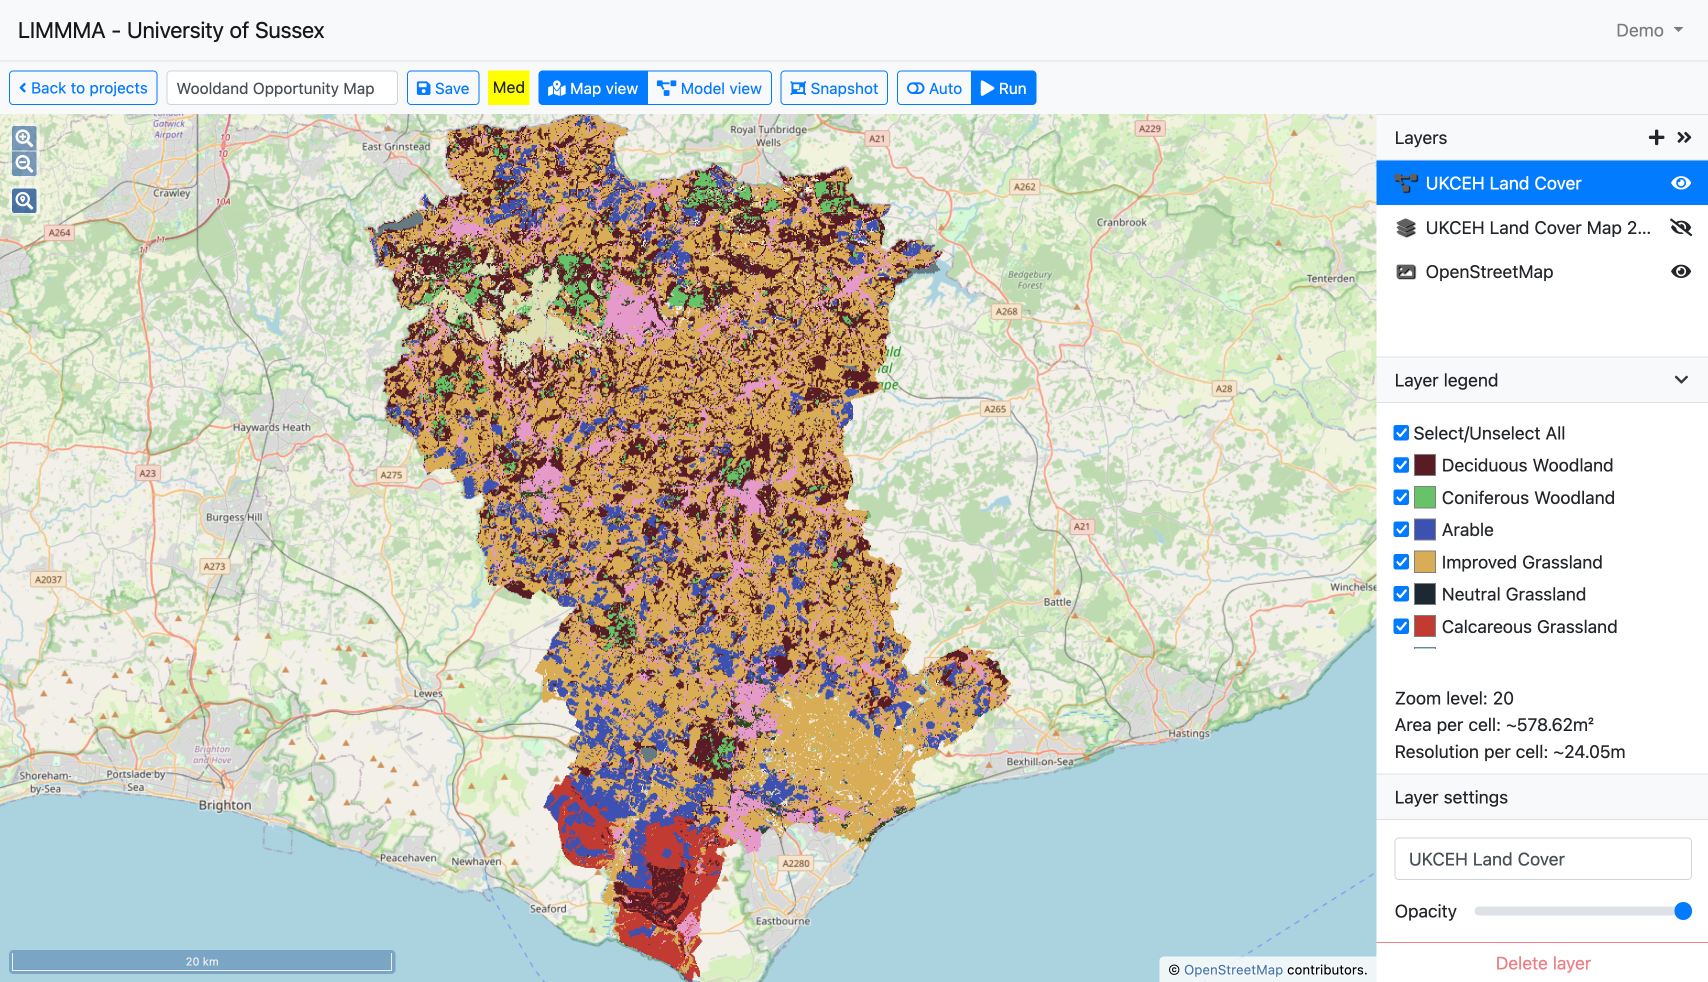 LIMMMA - University of Sussex
Demo
Back to projects
Wooldand Opportunity Map
Save
Med
Map view
Model view
Snapshot
Auto
Run
Layers
UKCEH Land Cover
UKCEH Land Cover Map 2...
OpenStreetMap
Layer legend
Select/Unselect All
Deciduous Woodland
Coniferous Woodland
Arable
Improved Grassland
Neutral Grassland
Calcareous Grassland
Zoom level: 20
Area per cell: ~578.62m²
Resolution per cell: ~24.05m
Layer settings
UKCEH Land Cover
Opacity
Delete layer
Gatwick
Airport
East Grinstead
Royal Tunbridge
Wells
A21
A229
10
10
Crawley
10A
A262
Cranbrook
A264
11
11
Bedgebury
Forest
Tenterden
A268
A28
A265
Haywards Heath
A23
A275
Burgess Hill
A21
A273
A2037
Winchelse
Battle
Lewes
Hastings
Brighton
and Hove
Bexhill-on-Sea
Shoreham-
by-Sea
Portslade by
Sea
Brighton
Peacehaven
Newhaven
A2280
Seaford
Eastbourne
20 km
© OpenStreetMap contributors.